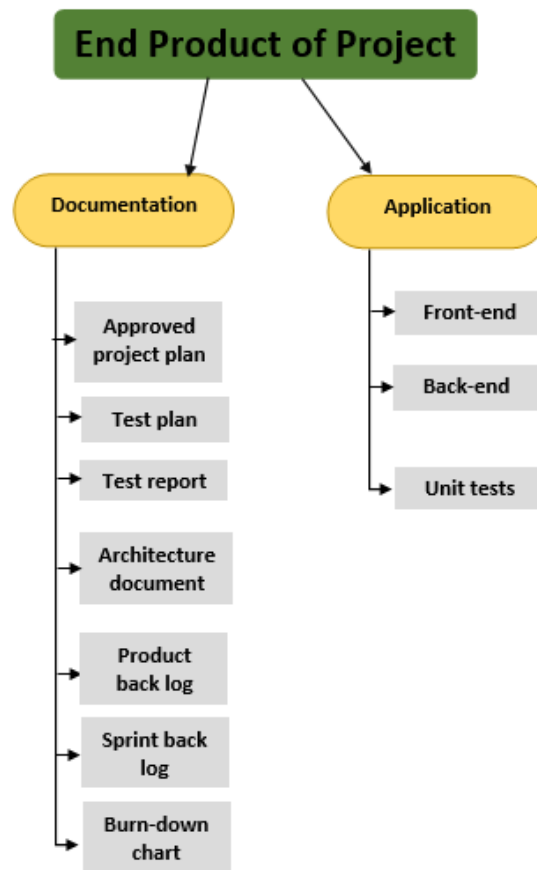 End Product of Project
Documentation
Approved
project plan
Test plan
Test report
Architecture
document
Product
back log
Sprint back
log
Burn-down
chart
Application
Front-end
Back-end
Unit tests